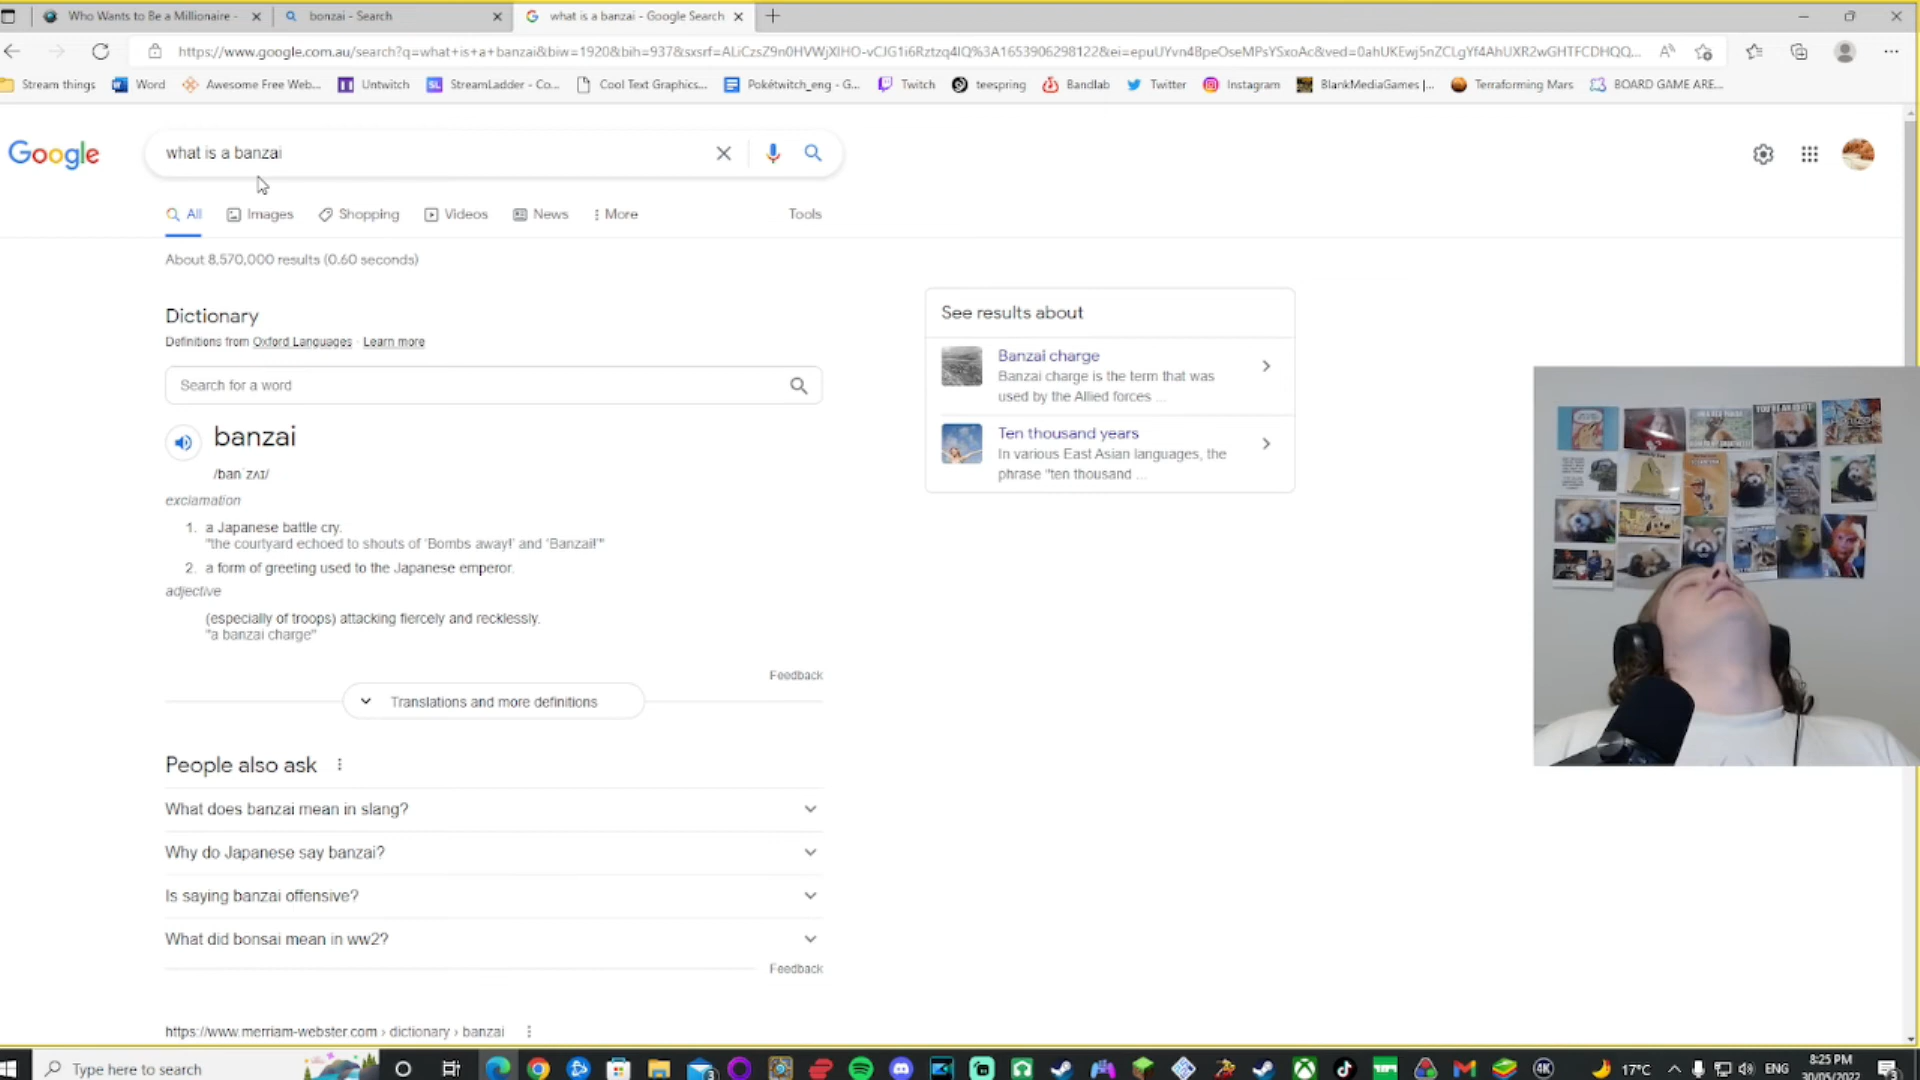 Who Wants to Be a Millionaire -
bonzai - Search
what is a banzai - Google Search
Stream things
Word
Awesome Free Web...
Untwitch
StreamLadder - Co...
Cool Text Graphics...
Pokétwitch_eng - G...
Twitch
teespring
Bandlab
Twitter
Instagram
BlankMediaGames |...
Terraforming Mars
BOARD GAME ARE...
Google
what is a banzai
All
Images
Shopping
Videos
News
More
Tools
About 8,570,000 results (0.60 seconds)
Dictionary
Definitions from Oxford Languages · Learn more
Search for a word
banzai
/banˈzʌɪ/
exclamation
1. a Japanese battle cry.
"the courtyard echoed to shouts of 'Bombs away!' and 'Banzai!'"
2. a form of greeting used to the Japanese emperor.
adjective
(especially of troops) attacking fiercely and recklessly.
"a banzai charge"
Feedback
Translations and more definitions
See results about
Banzai charge
Banzai charge is the term that was
used by the Allied forces ...
Ten thousand years
In various East Asian languages, the
phrase "ten thousand ...
People also ask
What does banzai mean in slang?
Why do Japanese say banzai?
Is saying banzai offensive?
What did bonsai mean in ww2?
Feedback
https://www.merriam-webster.com › dictionary › banzai
Type here to search
17°C
ENG
8:25 PM
30/05/2022